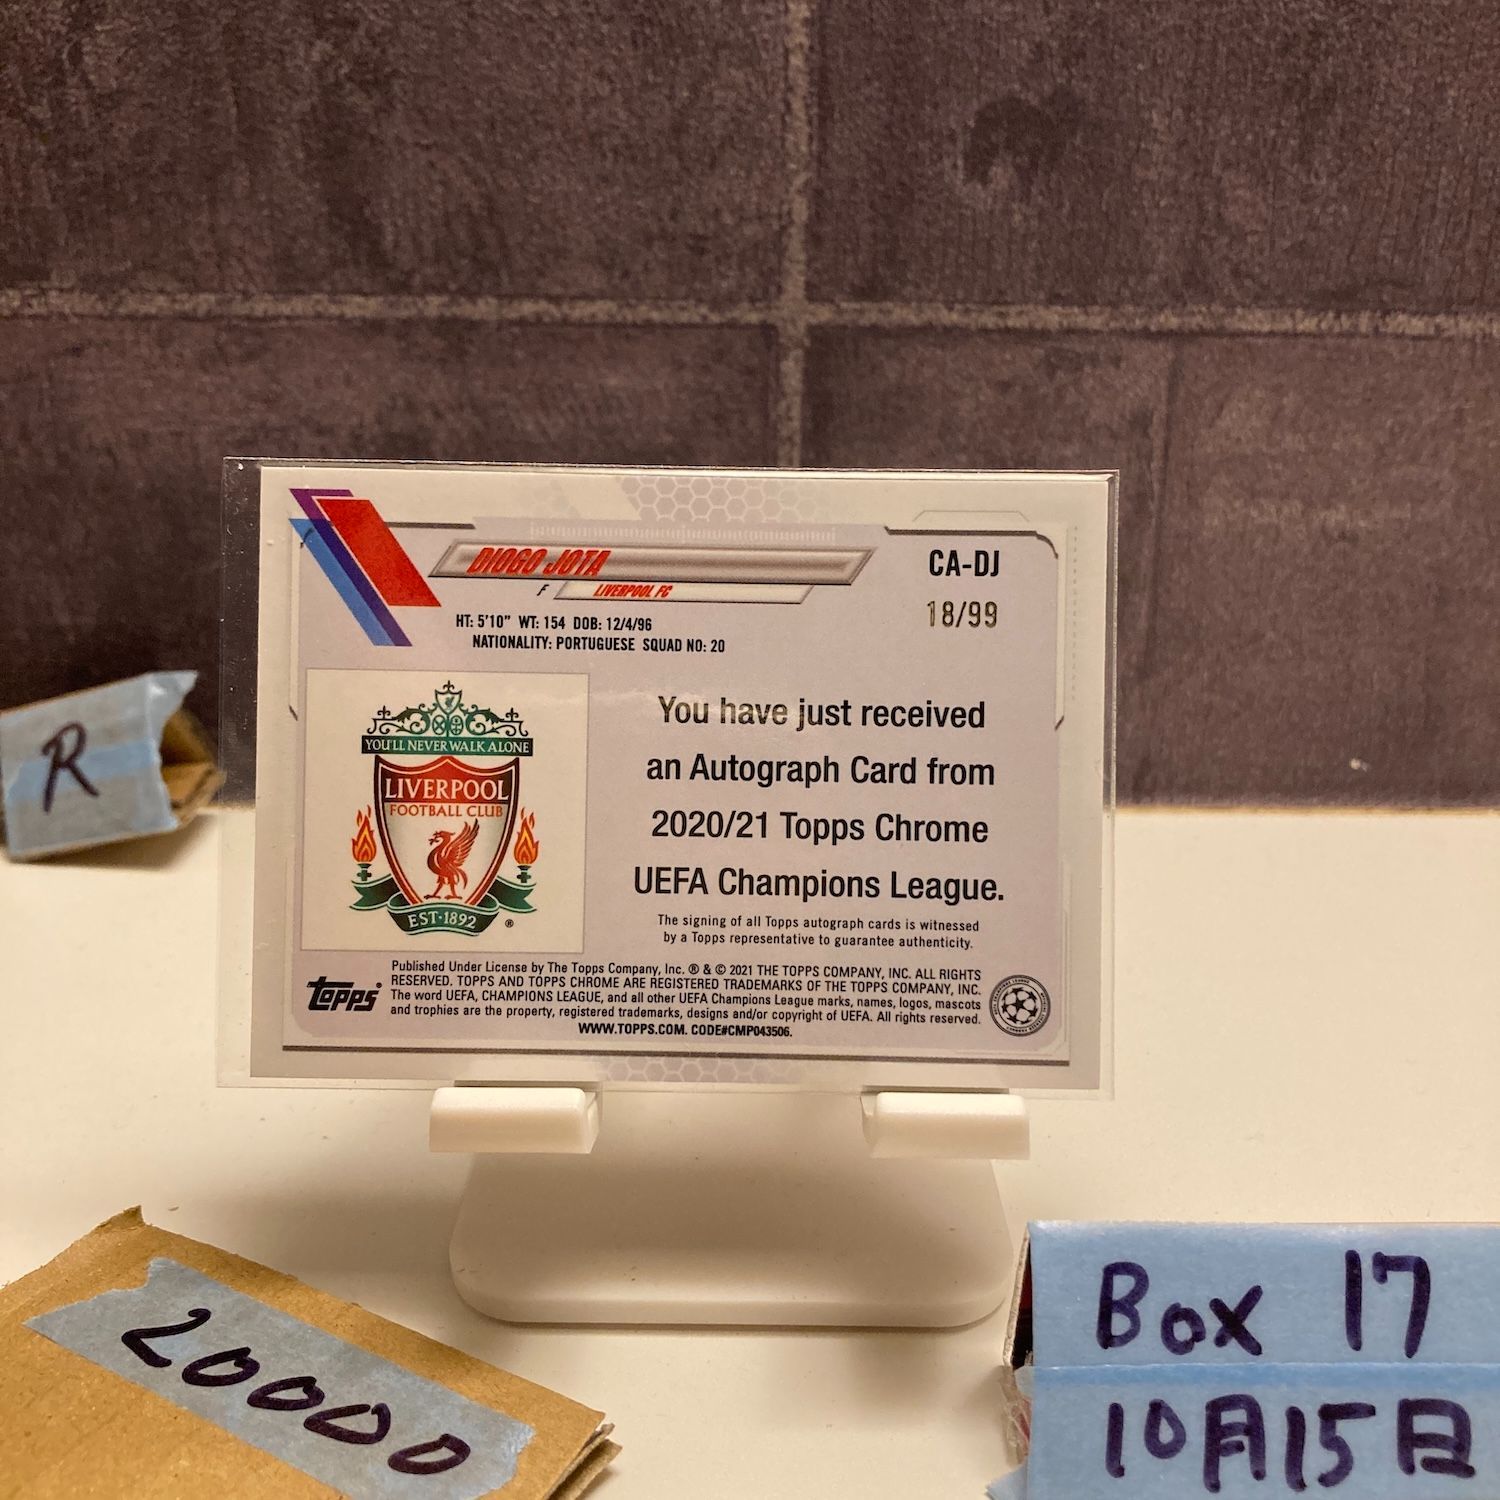 DIOGO JOTA
F LIVERPOOL FC
HT: 5'10" WT: 154 DOB: 12/4/96
NATIONALITY: PORTUGUESE SQUAD NO: 20
CA-DJ
18/99
YOU'LL NEVER WALK ALONE
LIVERPOOL
FOOTBALL CLUB
EST·1892
®
You have just received
an Autograph Card from
2020/21 Topps Chrome
UEFA Champions League.
The signing of all Topps autograph cards is witnessed
by a Topps representative to guarantee authenticity.
topps®
Published Under License by The Topps Company, Inc. ® & © 2021 THE TOPPS COMPANY, INC. ALL RIGHTS
RESERVED. TOPPS AND TOPPS CHROME ARE REGISTERED TRADEMARKS OF THE TOPPS COMPANY, INC.
The word UEFA, CHAMPIONS LEAGUE, and all other UEFA Champions League marks, names, logos, mascots
and trophies are the property, registered trademarks, designs and/or copyright of UEFA. All rights reserved.
WWW.TOPPS.COM. CODE#CMP043506.
R
20000
Box 17
10月15日